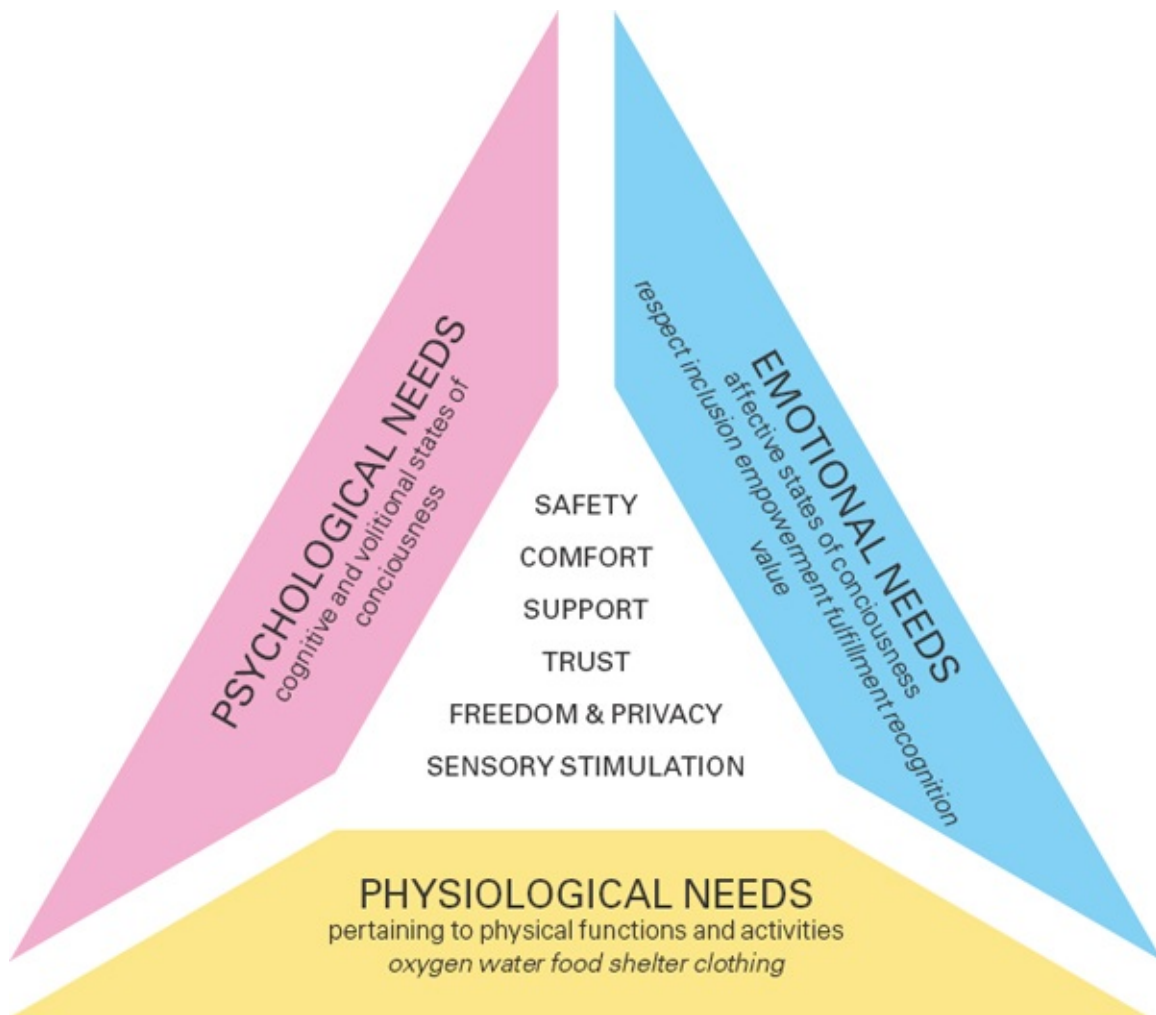 PSYCHOLOGICAL NEEDS
cognitive and volitional states of
conciousness
EMOTIONAL NEEDS
affective states of conciousness
respect inclusion empowerment fulfillment recognition
value
SAFETY
COMFORT
SUPPORT
TRUST
FREEDOM & PRIVACY
SENSORY STIMULATION
PHYSIOLOGICAL NEEDS
pertaining to physical functions and activities
oxygen water food shelter clothing